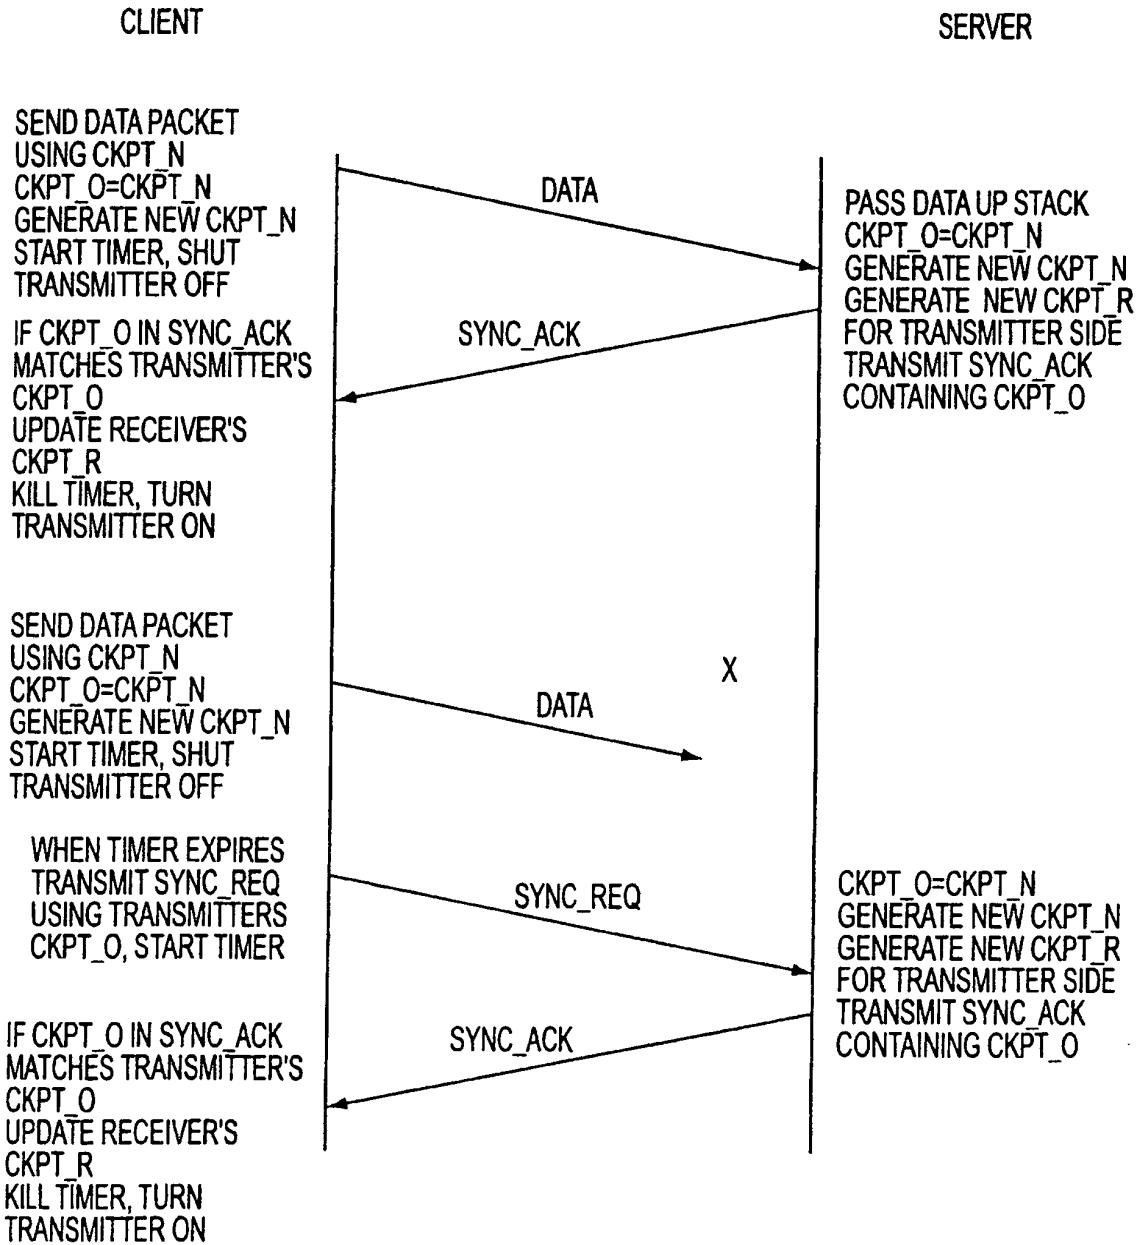 CLIENT
SERVER
SEND DATA PACKET
USING CKPT_N
CKPT_O=CKPT_N
GENERATE NEW CKPT_N
START TIMER, SHUT
TRANSMITTER OFF
DATA
PASS DATA UP STACK
CKPT_O=CKPT_N
GENERATE NEW CKPT_N
GENERATE NEW CKPT_R
FOR TRANSMITTER SIDE
TRANSMIT SYNC_ACK
CONTAINING CKPT_O
SYNC_ACK
IF CKPT_O IN SYNC_ACK
MATCHES TRANSMITTER'S
CKPT_O
UPDATE RECEIVER'S
CKPT_R
KILL TIMER, TURN
TRANSMITTER ON
SEND DATA PACKET
USING CKPT_N
CKPT_O=CKPT_N
GENERATE NEW CKPT_N
START TIMER, SHUT
TRANSMITTER OFF
DATA
X
WHEN TIMER EXPIRES
TRANSMIT SYNC_REQ
USING TRANSMITTERS
CKPT_O, START TIMER
SYNC_REQ
CKPT_O=CKPT_N
GENERATE NEW CKPT_N
GENERATE NEW CKPT_R
FOR TRANSMITTER SIDE
TRANSMIT SYNC_ACK
CONTAINING CKPT_O
SYNC_ACK
IF CKPT_O IN SYNC_ACK
MATCHES TRANSMITTER'S
CKPT_O
UPDATE RECEIVER'S
CKPT_R
KILL TIMER, TURN
TRANSMITTER ON